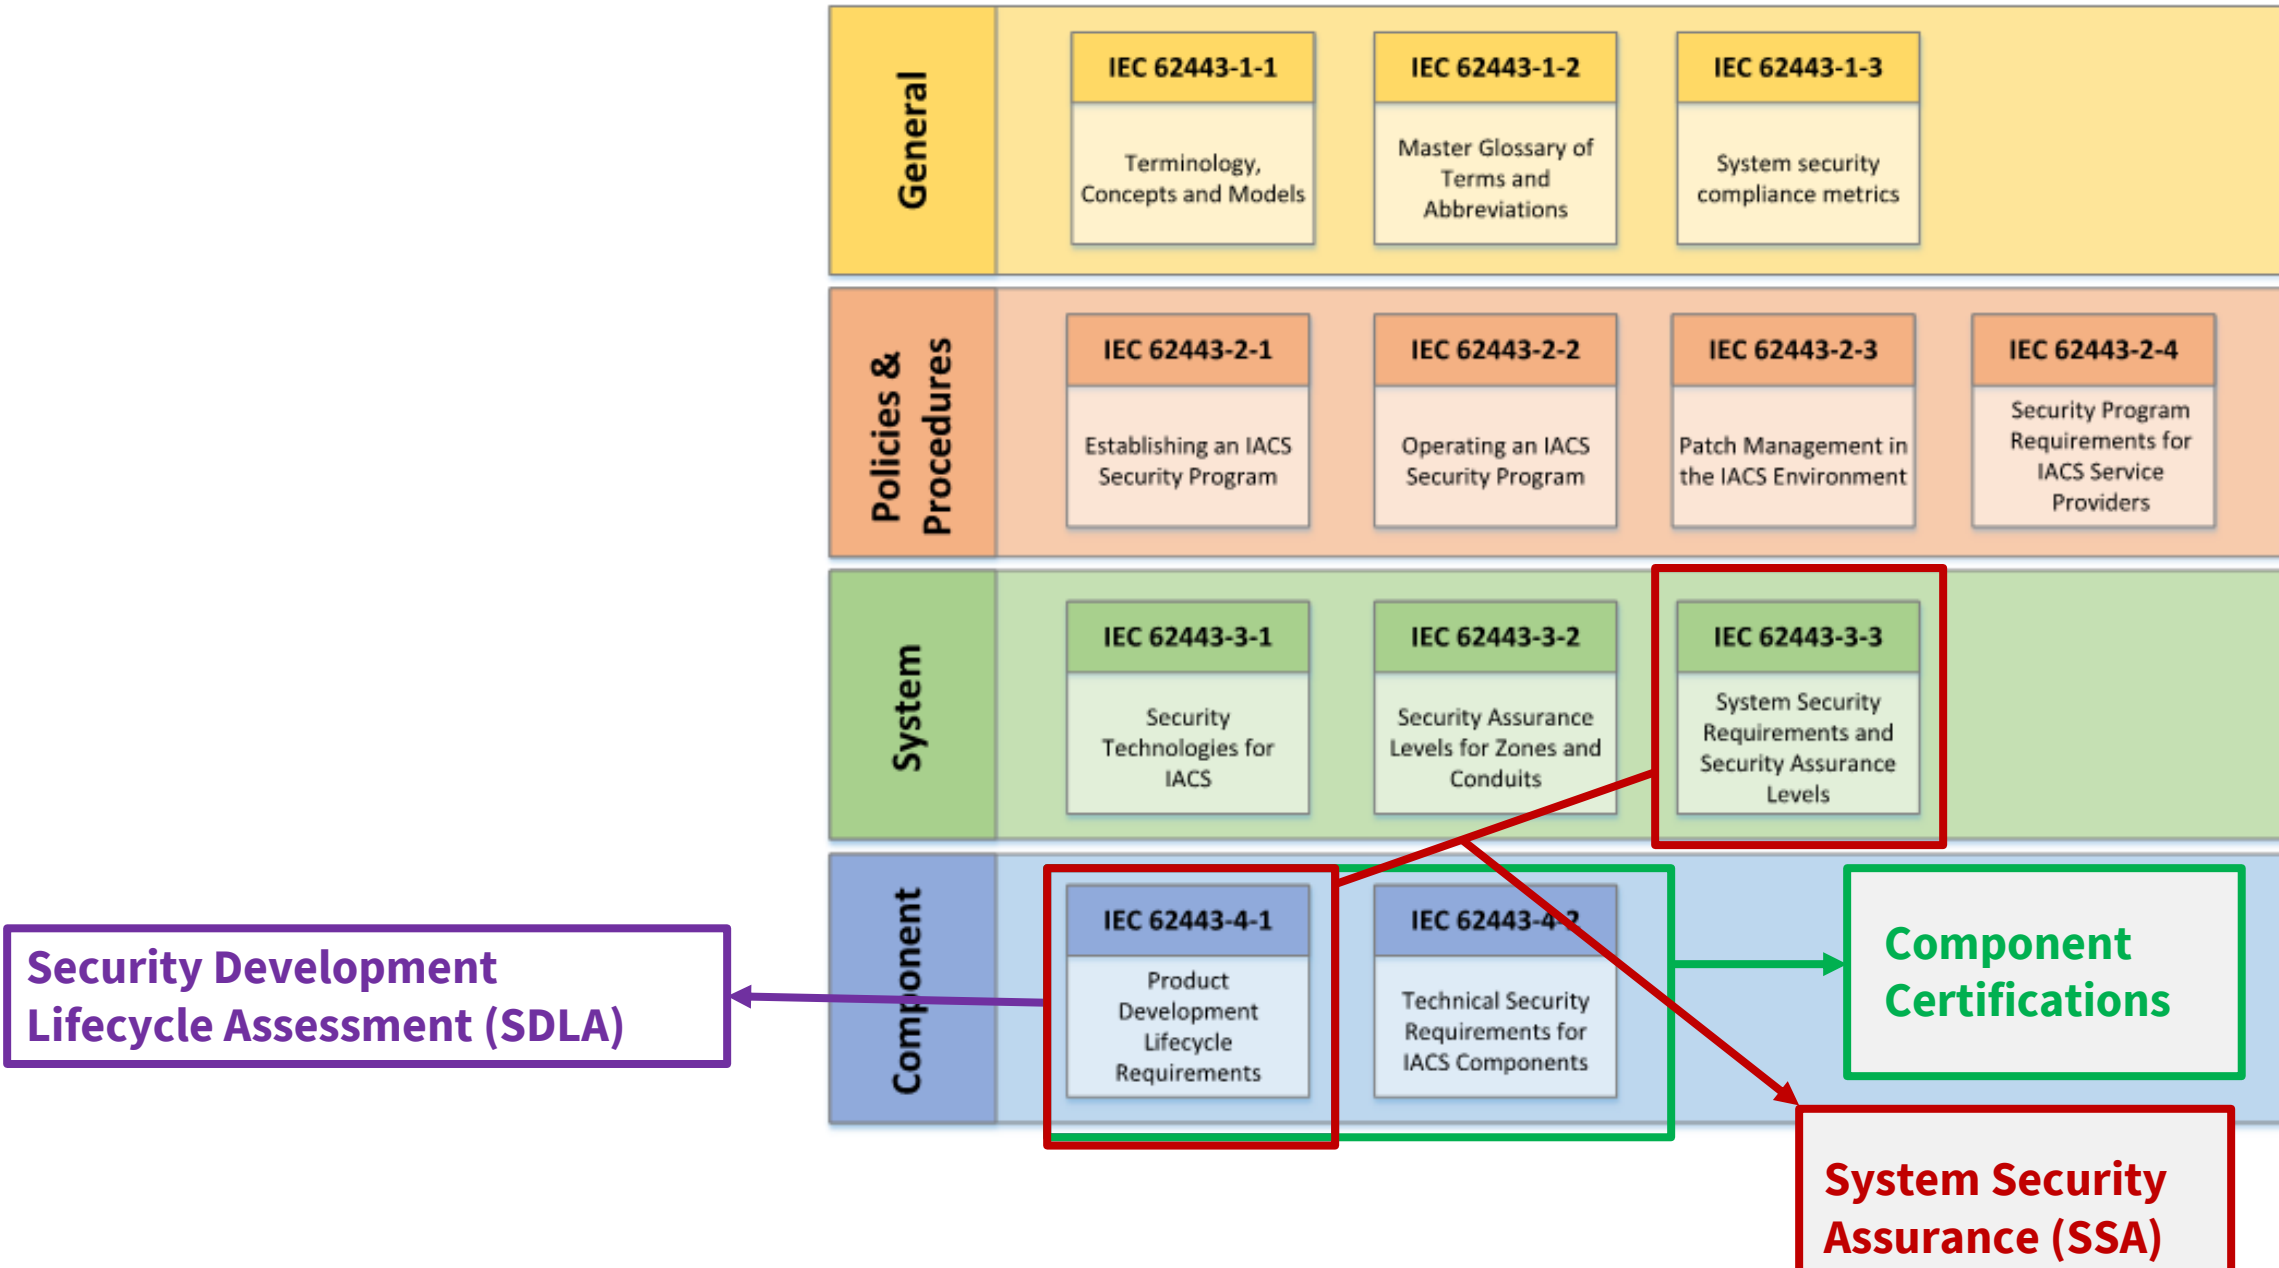 General
IEC 62443-1-1
Terminology,
Concepts and Models
IEC 62443-1-2
Master Glossary of
Terms and
Abbreviations
IEC 62443-1-3
System security
compliance metrics
Policies &
Procedures
IEC 62443-2-1
Establishing an IACS
Security Program
IEC 62443-2-2
Operating an IACS
Security Program
IEC 62443-2-3
Patch Management in
the IACS Environment
IEC 62443-2-4
Security Program
Requirements for
IACS Service
Providers
System
IEC 62443-3-1
Security
Technologies for
IACS
IEC 62443-3-2
Security Assurance
Levels for Zones and
Conduits
IEC 62443-3-3
System Security
Requirements and
Security Assurance
Levels
Component
IEC 62443-4-1
Product
Development
Lifecycle
Requirements
IEC 62443-4-2
Technical Security
Requirements for
IACS Components
Security Development
Lifecycle Assessment (SDLA)
Component
Certifications
System Security
Assurance (SSA)